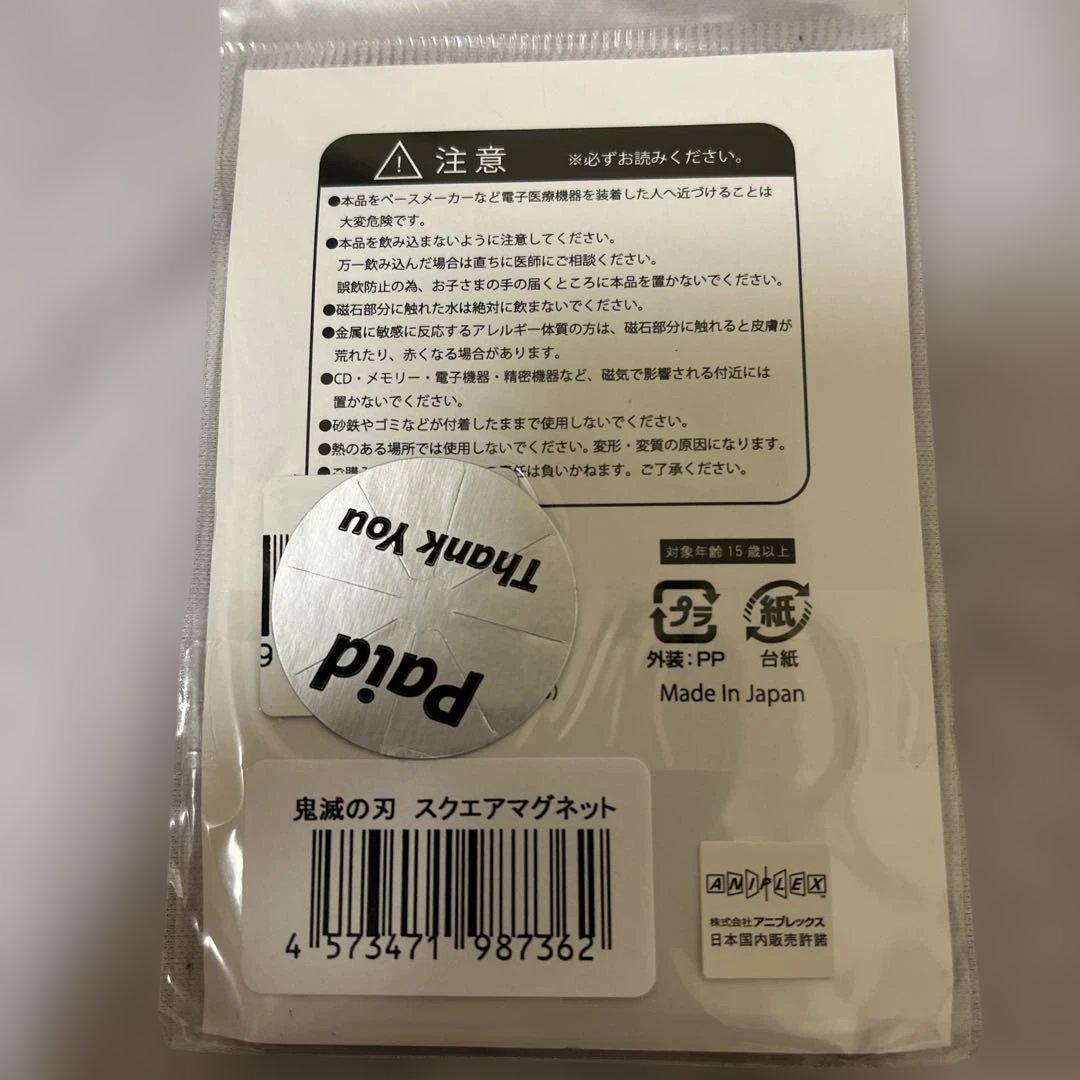 注意 ※必ずお読みください。
●本品をペースメーカーなど電子医療機器を装着した人へ近づけることは
大変危険です。
●本品を飲み込まないように注意してください。
万一飲み込んだ場合は直ちに医師にご相談ください。
誤飲防止の為、お子さまの手の届くところに本品を置かないでください。
●磁石部分に触れた水は絶対に飲まないでください。
●金属に敏感に反応するアレルギー体質の方は、磁石部分に触れると皮膚が
荒れたり、赤くなる場合があります。
●CD・メモリー・電子機器・精密機器など、磁気で影響される付近には
置かないでください。
●砂鉄やゴミなどが付着したままで使用しないでください。
●熱のある場所では使用しないでください。変形・変質の原因になります。
●ご購 責任は負いかねます。ご了承ください。
Paid
Thank You
9
対象年齢15歳以上
プラ 紙
外装:PP 台紙
Made In Japan
鬼滅の刃 スクエアマグネット
4 573471 987362
ANIPLEX
株式会社アニプレックス
日本国内販売許諾